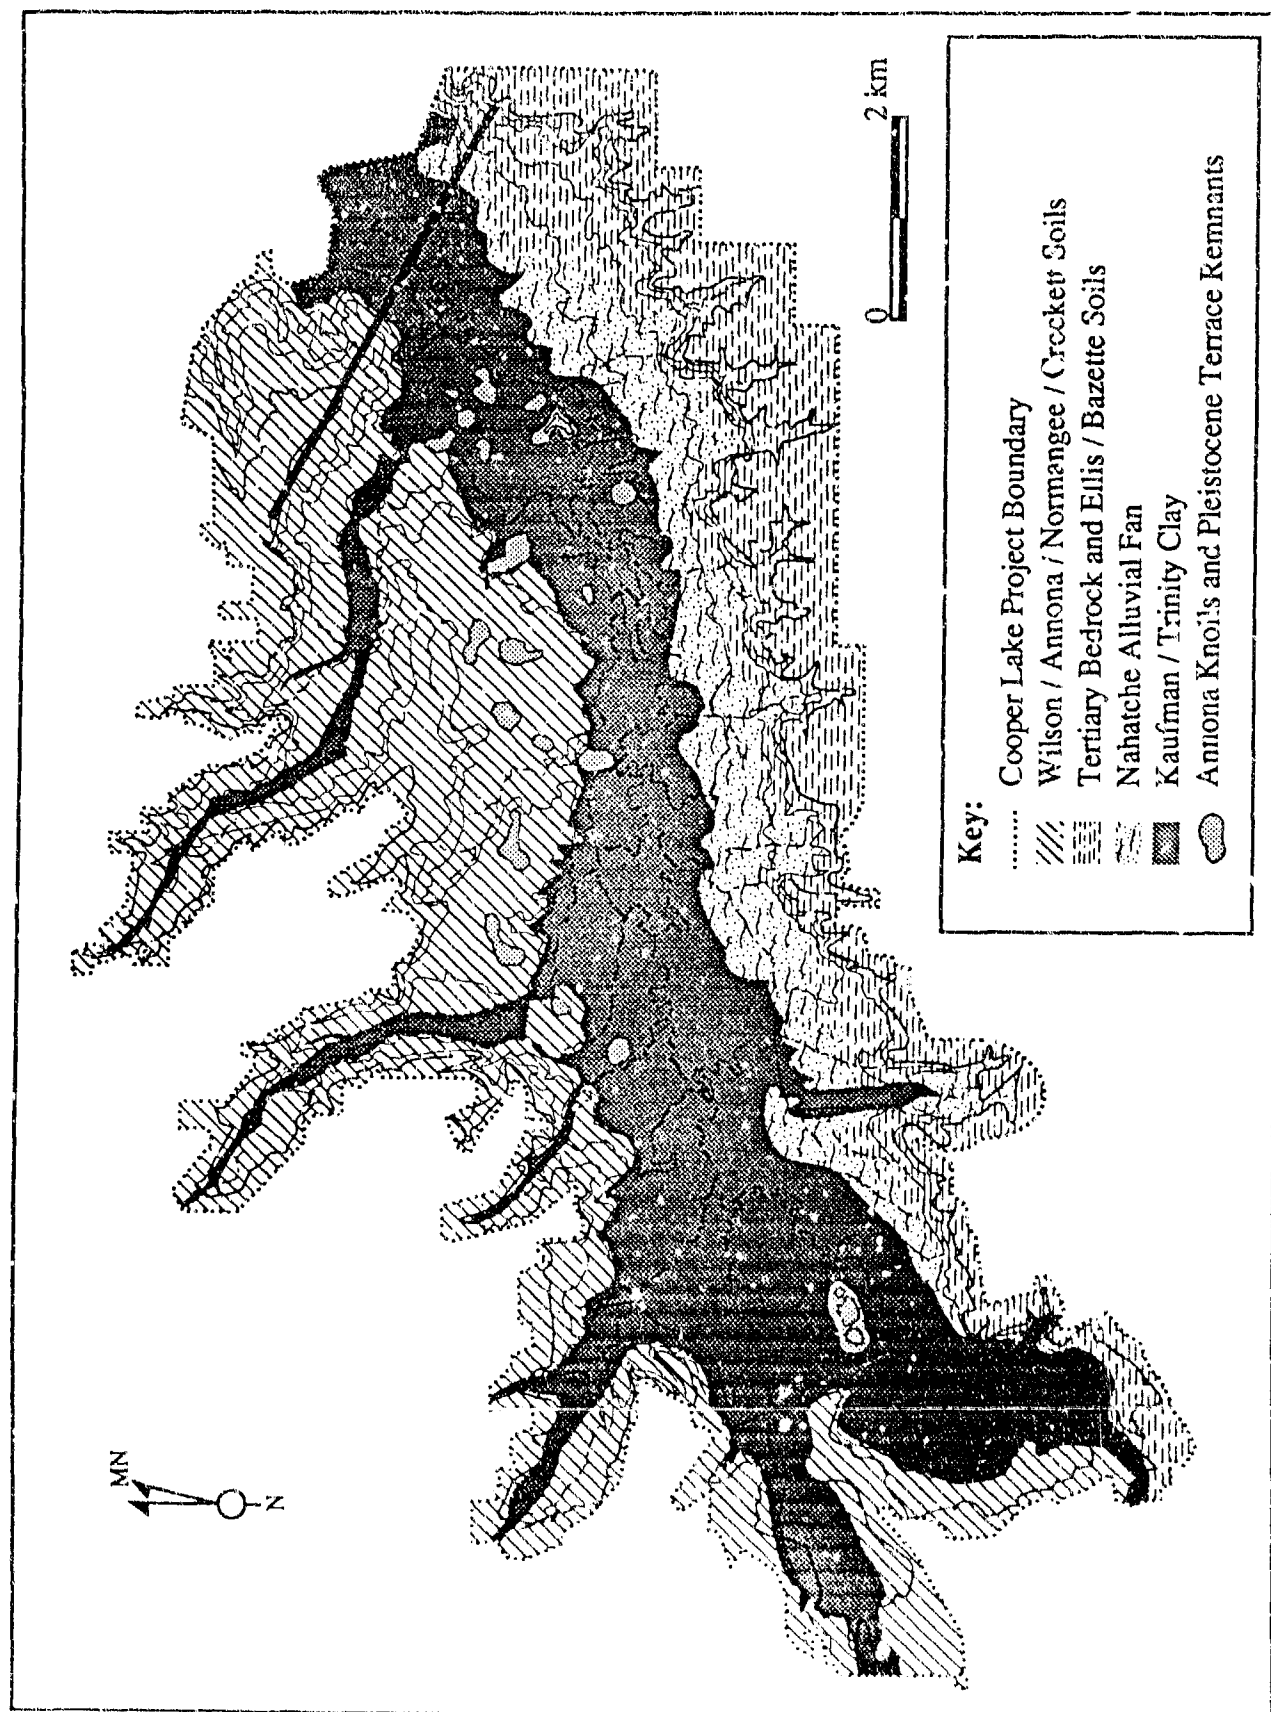 MN
N
0
2 km
Key:
Cooper Lake Project Boundary
Wilson / Annona / Normangee / Crockett Soils
Tertiary Bedrock and Ellis / Bazette Soils
Nahatche Alluvial Fan
Kaufman / Trinity Clay
Annona Knolls and Pleistocene Terrace Remnants